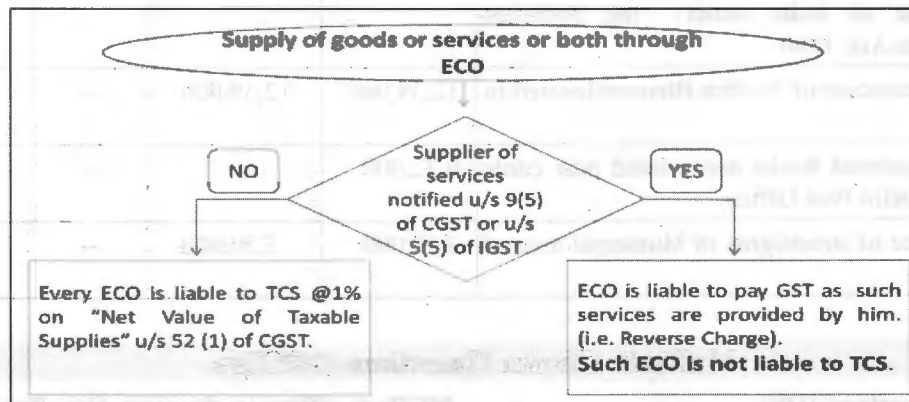 Supply of goods or services or both through
ECO
Supplier of
services
notified u/s 9(5)
of CGST or u/s
5(5) of IGST
NO
YES
Every ECO is liable to TCS @1%
on “Net Value of Taxable
Supplies” u/s 52 (1) of CGST.
ECO is liable to pay GST as such
services are provided by him.
(i.e. Reverse Charge).
Such ECO is not liable to TCS.